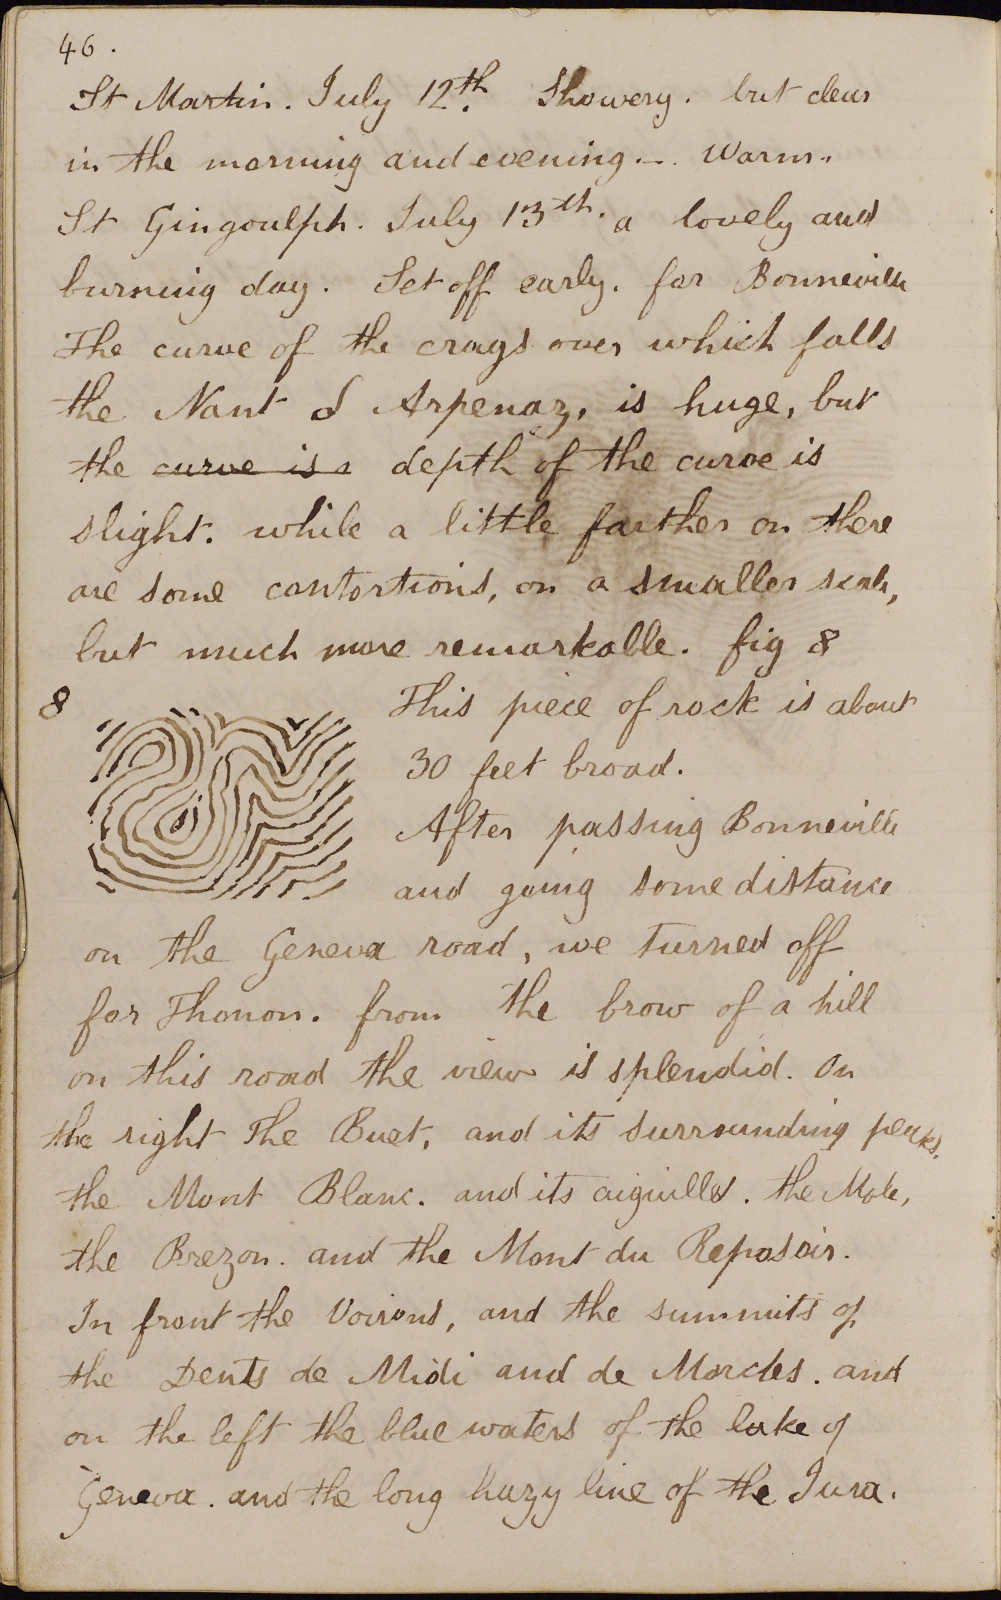 46.
St Martin. July 12th. Showery. but clear
in the morning and evening. –. Warm.
St Gingoulph. July 13th. a lovely and
burning day. Set off early. for Bonneville
The curve of the crags over which falls
the Nant d Arpenaz, is huge, but
the curve is a depth of the curve is
slight. while a little farther on there
are some contortions, on a smaller scale,
but much more remarkable. fig 8
8
This piece of rock is about
30 feet broad.
After passing Bonneville
and going some distance
on the Geneva road, we turned off
for Thonon. from the brow of a hill
on this road the view is splendid. On
the right The Buet, and its surrounding peaks.
the Mont Blanc. and its aiguilles. the Mole,
the Brezon. and the Mont du Reposoir.
In front the Voirons, and the summits of
the Dents de Midi and de Morcles. and
on the left the blue waters of the lake of
Geneva. and the long hazy line of the Jura.